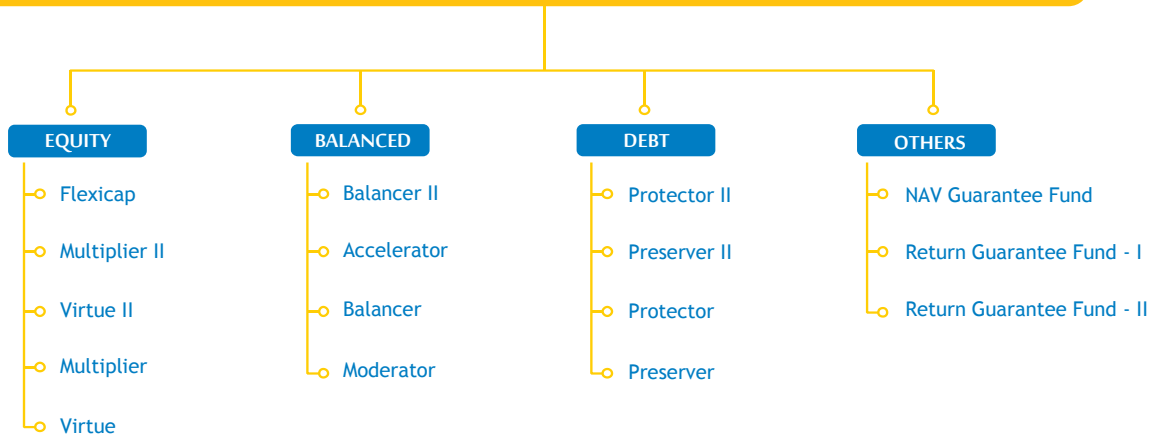 EQUITY
Flexicap
Multiplier II
Virtue II
Multiplier
Virtue
BALANCED
Balancer II
Accelerator
Balancer
Moderator
DEBT
Protector II
Preserver II
Protector
Preserver
OTHERS
NAV Guarantee Fund
Return Guarantee Fund - I
Return Guarantee Fund - II